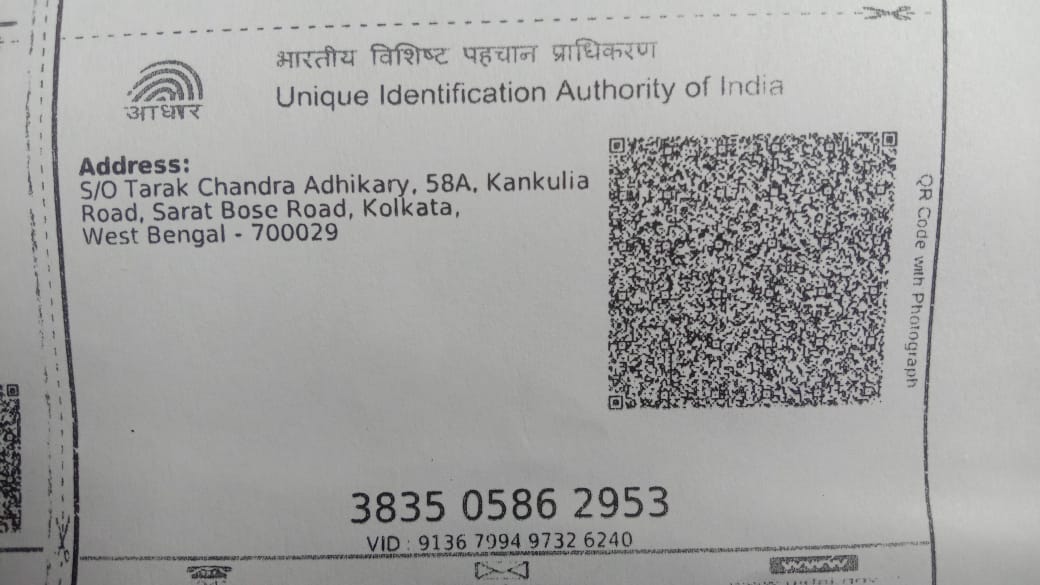 भारतीय विशिष्ट पहचान प्राधिकरण
Unique Identification Authority of India
आधार
Address:
S/O Tarak Chandra Adhikary, 58A, Kankulia
Road, Sarat Bose Road, Kolkata,
West Bengal - 700029
QR Code with Photograph
3835 0586 2953
VID : 9136 7994 9732 6240